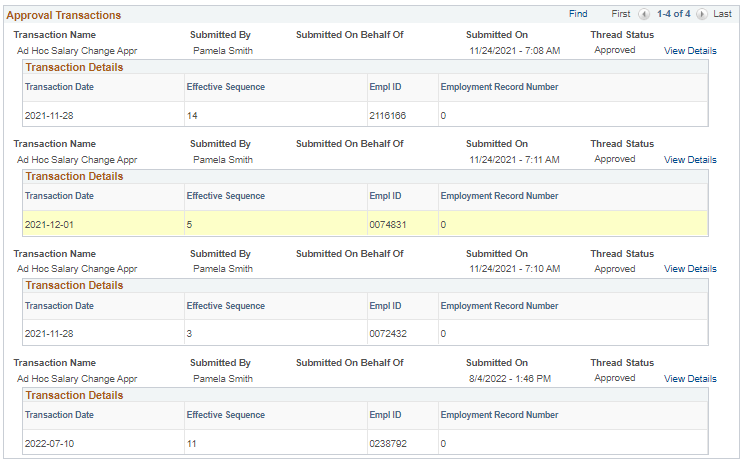 Approval Transactions Find First 1-4 of 4 Last
Transaction Name Submitted By Submitted On Behalf Of Submitted On Thread Status
Ad Hoc Salary Change Appr Pamela Smith 11/24/2021 - 7:08 AM Approved View Details
Transaction Details
Transaction Date Effective Sequence Empl ID Employment Record Number
2021-11-28 14 2116166 0
Transaction Name Submitted By Submitted On Behalf Of Submitted On Thread Status
Ad Hoc Salary Change Appr Pamela Smith 11/24/2021 - 7:11 AM Approved View Details
Transaction Details
Transaction Date Effective Sequence Empl ID Employment Record Number
2021-12-01 5 0074831 0
Transaction Name Submitted By Submitted On Behalf Of Submitted On Thread Status
Ad Hoc Salary Change Appr Pamela Smith 11/24/2021 - 7:10 AM Approved View Details
Transaction Details
Transaction Date Effective Sequence Empl ID Employment Record Number
2021-11-28 3 0072432 0
Transaction Name Submitted By Submitted On Behalf Of Submitted On Thread Status
Ad Hoc Salary Change Appr Pamela Smith 8/4/2022 - 1:46 PM Approved View Details
Transaction Details
Transaction Date Effective Sequence Empl ID Employment Record Number
2022-07-10 11 0238792 0